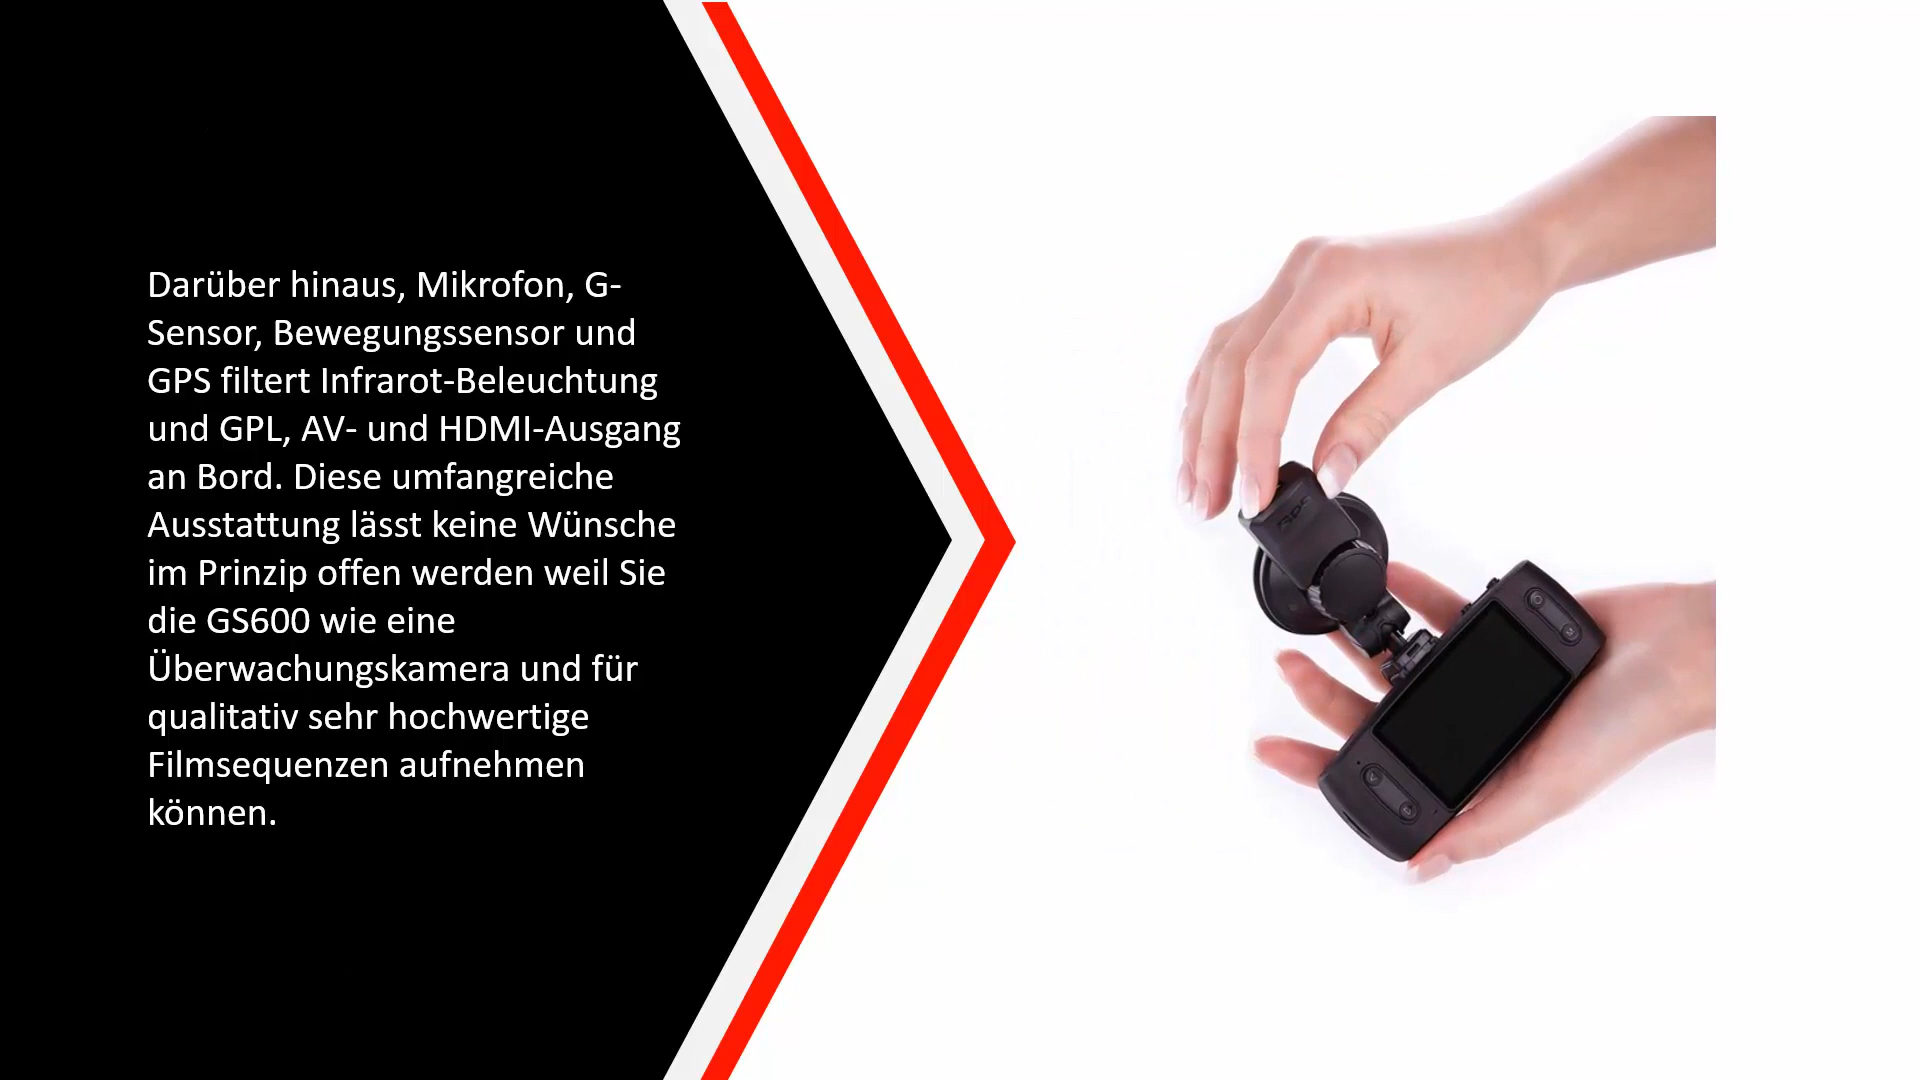 Darüber hinaus, Mikrofon, G-
Sensor, Bewegungssensor und
GPS filtert Infrarot-Beleuchtung
und GPL, AV- und HDMI-Ausgang
an Bord. Diese umfangreiche
Ausstattung lässt keine Wünsche
im Prinzip offen werden weil Sie
die GS600 wie eine
Überwachungskamera und für
qualitativ sehr hochwertige
Filmsequenzen aufnehmen
können.
GPS